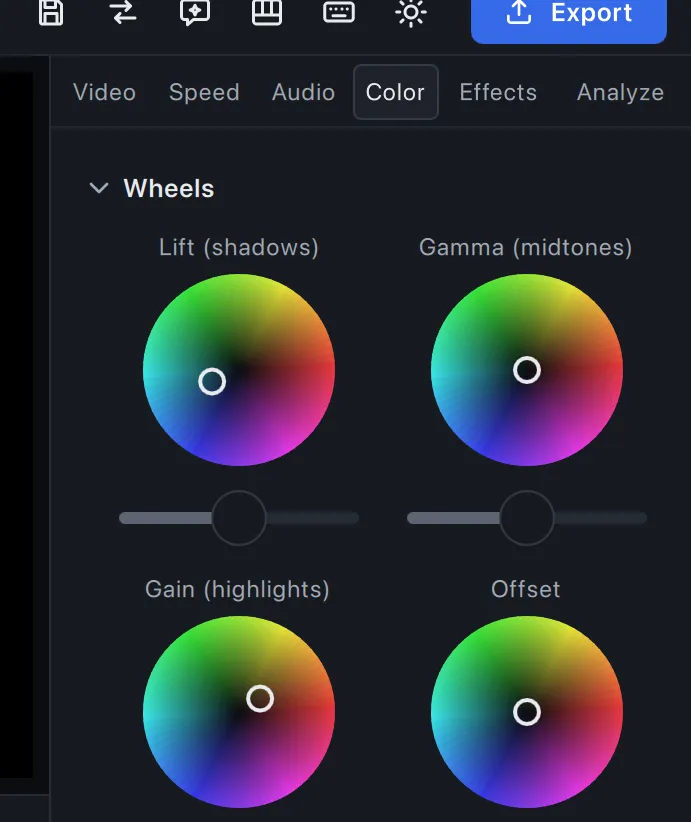 Export
Video Speed Audio Color Effects Analyze
Wheels
Lift (shadows) Gamma (midtones)
Gain (highlights) Offset